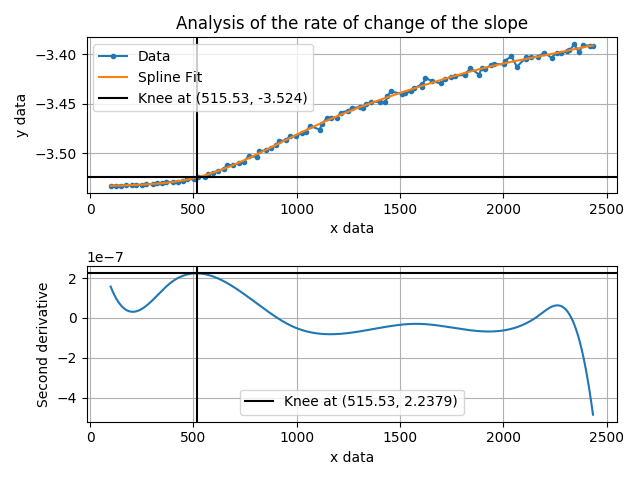 Analysis of the rate of change of the slope
Data
Spline Fit
Knee at (515.53, -3.524)
y data
−3.40
−3.45
−3.50
0 500 1000 1500 2000 2500
x data
1e−7
Second derivative
2
0
−2
−4
Knee at (515.53, 2.2379)
0 500 1000 1500 2000 2500
x data